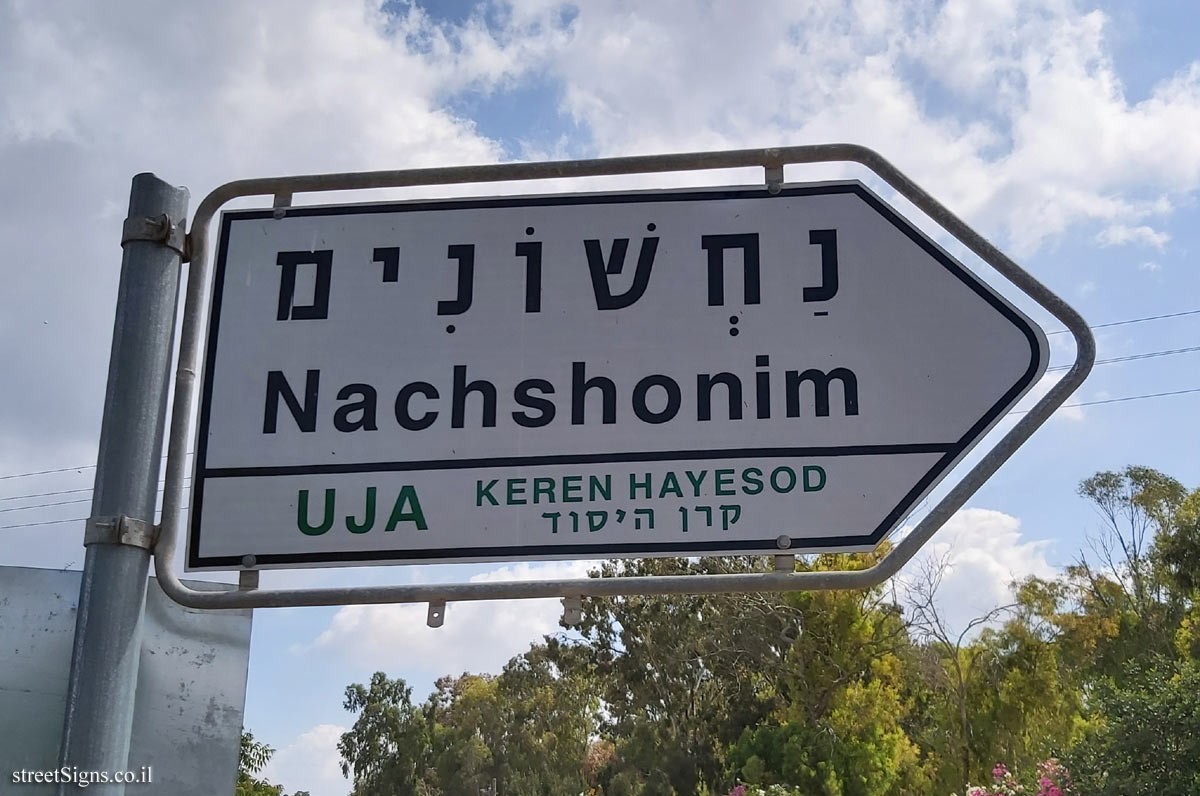 נַחְשׁוֹנִים
Nachshonim
UJA KEREN HAYESOD
קרן היסוד
streetSigns.co.il